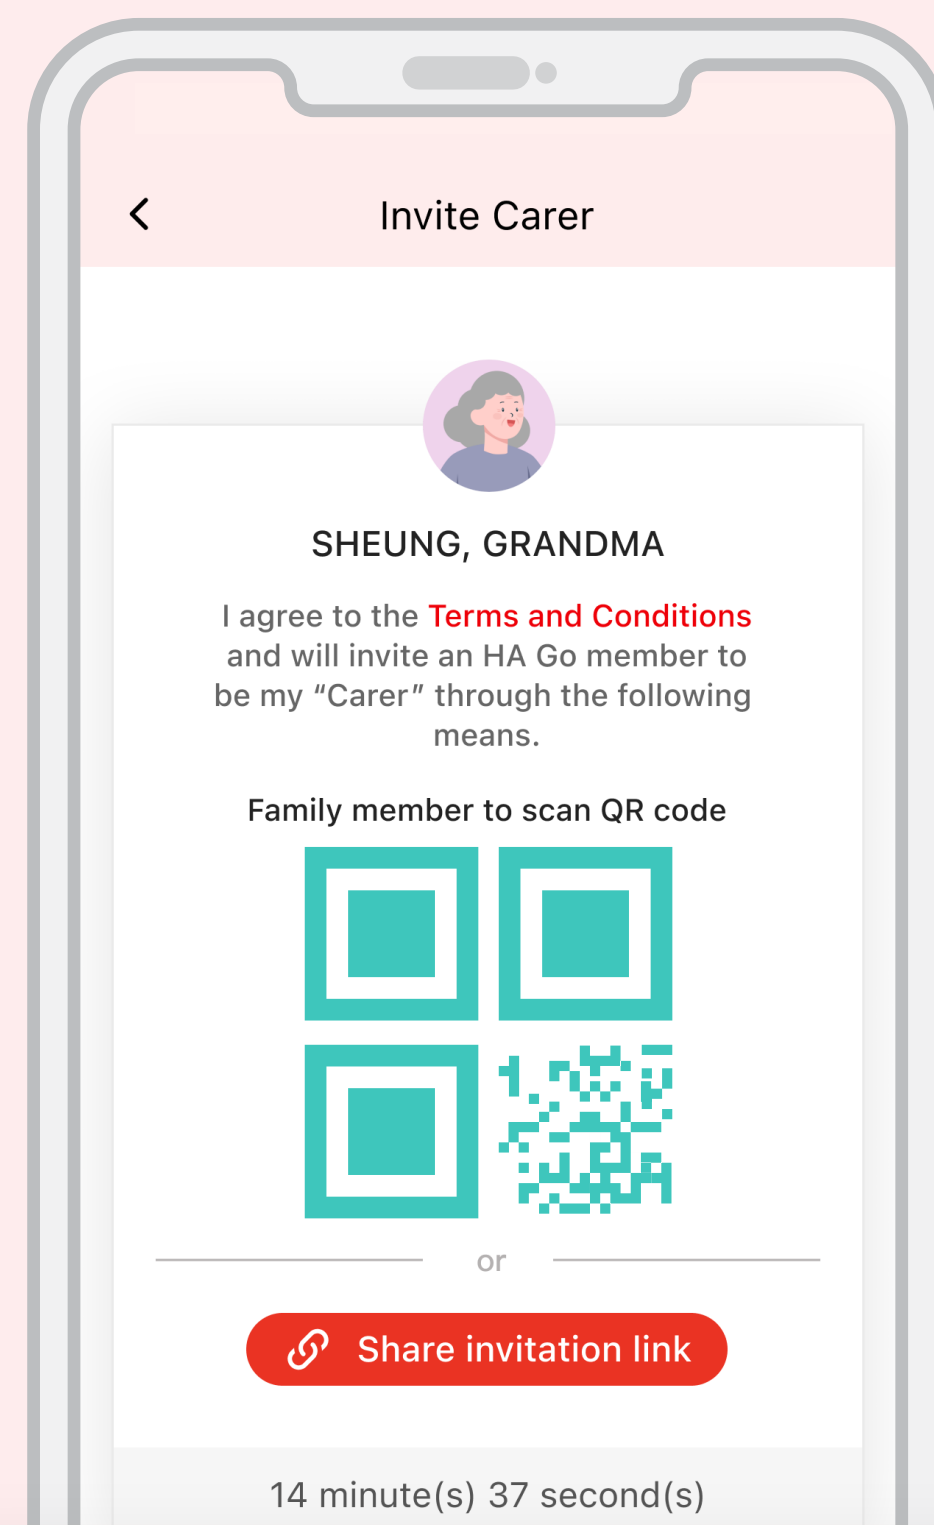 Invite Carer
SHEUNG, GRANDMA
I agree to the Terms and Conditions
and will invite an HA Go member to
be my “Carer” through the following
means.
Family member to scan QR code
or
Share invitation link
14 minute(s) 37 second(s)